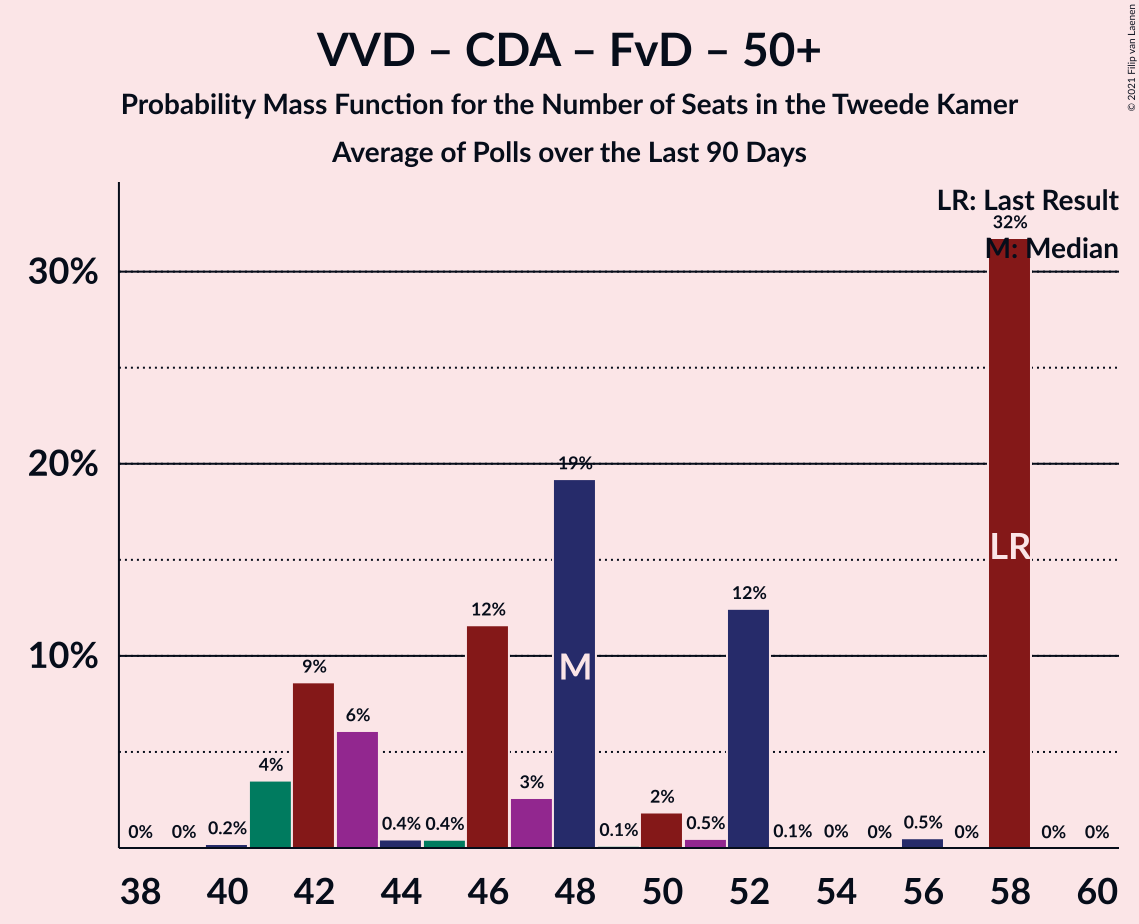 VVD – CDA – FvD – 50+
Probability Mass Function for the Number of Seats in the Tweede Kamer
Average of Polls over the Last 90 Days
© 2021 Filip van Laenen
LR: Last Result
M: Median
30%
20%
10%
0% 0% 0.2% 4% 9% 6% 0.4% 0.4% 12% 3% 19% 0.1% 2% 0.5% 12% 0.1% 0% 0% 0.5% 0% 32% 0% 0%
M
LR
38 40 42 44 46 48 50 52 54 56 58 60